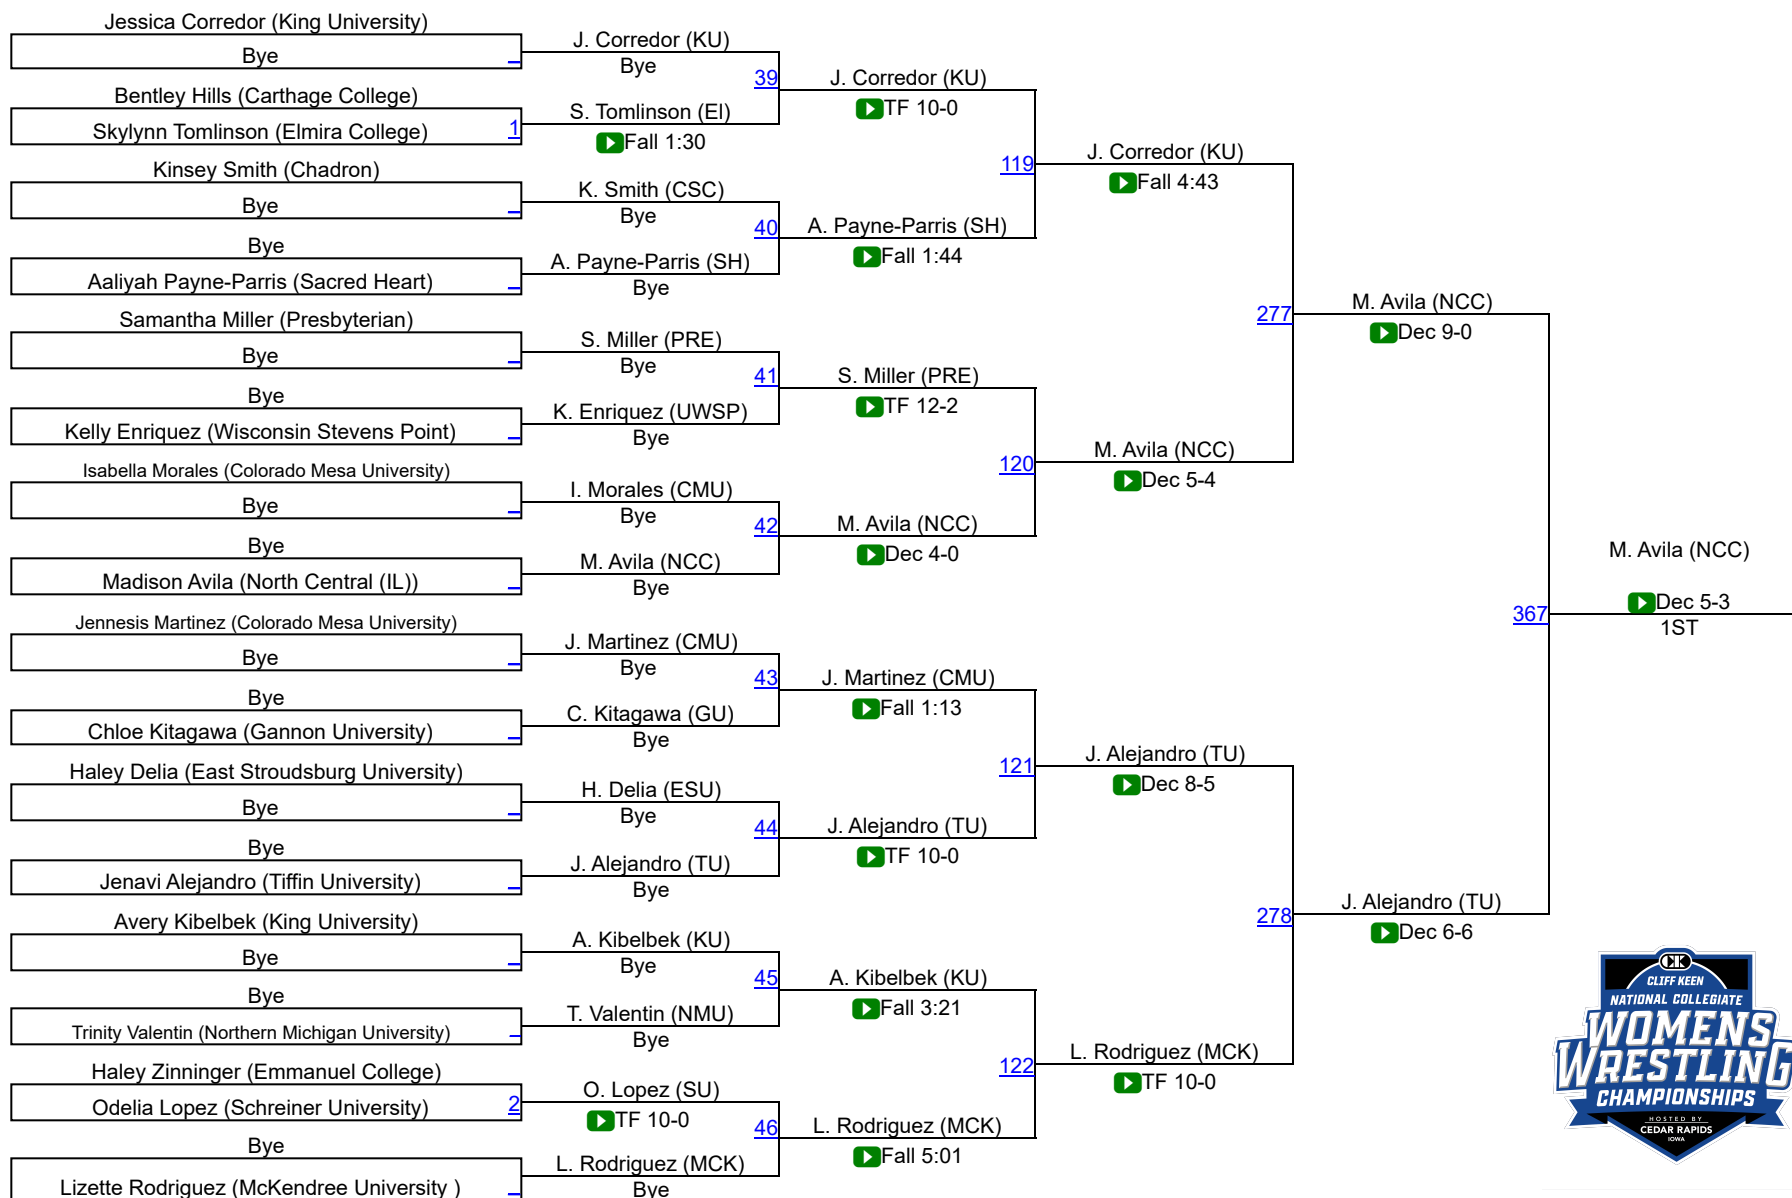 Jessica Corredor (King University)
Bye
Bentley Hills (Carthage College)
Skylynn Tomlinson (Elmira College)
1
Kinsey Smith (Chadron)
Bye
Bye
Aaliyah Payne-Parris (Sacred Heart)
Samantha Miller (Presbyterian)
Bye
Bye
Kelly Enriquez (Wisconsin Stevens Point)
Isabella Morales (Colorado Mesa University)
Bye
Bye
Madison Avila (North Central (IL))
Jennesis Martinez (Colorado Mesa University)
Bye
Bye
Chloe Kitagawa (Gannon University)
Haley Delia (East Stroudsburg University)
Bye
Bye
Jenavi Alejandro (Tiffin University)
Avery Kibelbek (King University)
Bye
Bye
Trinity Valentin (Northern Michigan University)
Haley Zinninger (Emmanuel College)
Odelia Lopez (Schreiner University)
2
Bye
Lizette Rodriguez (McKendree University )
J. Corredor (KU)
Bye
39
S. Tomlinson (El)
Fall 1:30
K. Smith (CSC)
Bye
40
A. Payne-Parris (SH)
Bye
S. Miller (PRE)
Bye
41
K. Enriquez (UWSP)
Bye
I. Morales (CMU)
Bye
42
M. Avila (NCC)
Bye
J. Martinez (CMU)
Bye
43
C. Kitagawa (GU)
Bye
H. Delia (ESU)
Bye
44
J. Alejandro (TU)
Bye
A. Kibelbek (KU)
Bye
45
T. Valentin (NMU)
Bye
O. Lopez (SU)
TF 10-0
46
L. Rodriguez (MCK)
Bye
J. Corredor (KU)
TF 10-0
119
A. Payne-Parris (SH)
Fall 1:44
S. Miller (PRE)
TF 12-2
120
M. Avila (NCC)
Dec 4-0
J. Martinez (CMU)
Fall 1:13
121
J. Alejandro (TU)
TF 10-0
A. Kibelbek (KU)
Fall 3:21
122
L. Rodriguez (MCK)
Fall 5:01
J. Corredor (KU)
Fall 4:43
277
M. Avila (NCC)
Dec 5-4
J. Alejandro (TU)
Dec 8-5
278
L. Rodriguez (MCK)
TF 10-0
M. Avila (NCC)
Dec 9-0
367
J. Alejandro (TU)
Dec 6-6
M. Avila (NCC)
Dec 5-3
1ST
CK
CLIFF KEEN
NATIONAL COLLEGIATE
WOMENS
WRESTLING
CHAMPIONSHIPS
HOSTED BY
CEDAR RAPIDS
IOWA